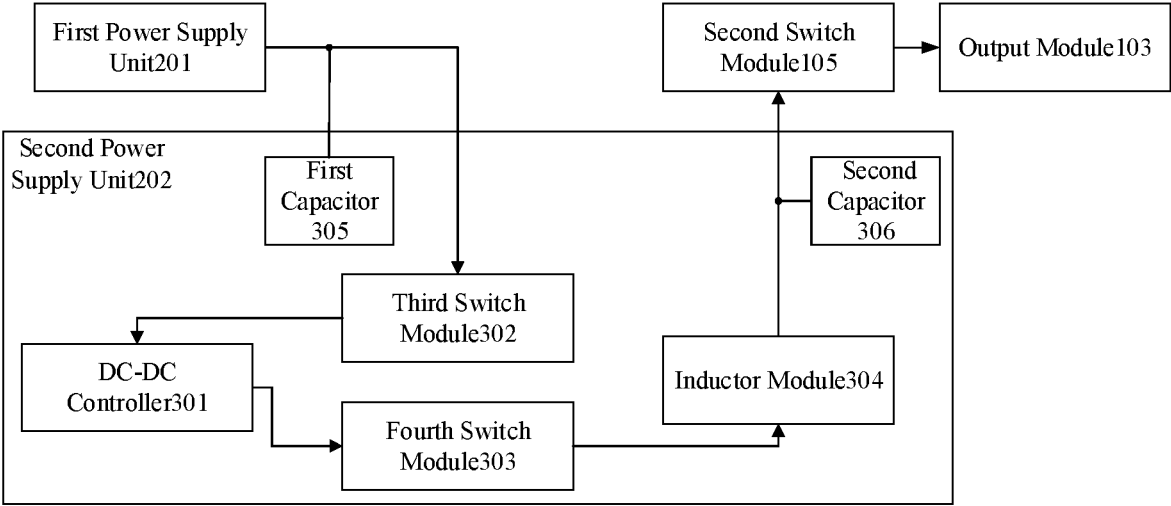 First Power Supply
Unit201
Second Switch
Module105
Output Module103
Second Power
Supply Unit202
First
Capacitor
305
Second
Capacitor
306
Third Switch
Module302
DC-DC
Controller301
Inductor Module304
Fourth Switch
Module303